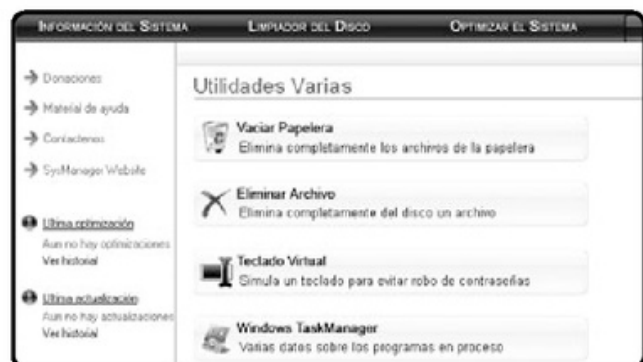 INFORMACIÓN DEL SISTEMA
LIMPIADOR DEL DISCO
OPTIMIZAR EL SISTEMA
Donaciones
Material de ayuda
Contactenos
SysManager Website
Ultima optimización
Aun no hay optimizaciones
Ver historial
Ultima actualización
Aun no hay actualizaciones
Ver historial
Utilidades Varias
Vaciar Papelera
Elimina completamente los archivos de la papelera
Eliminar Archivo
Elimina completamente del disco un archivo
Teclado Virtual
Simula un teclado para evitar robo de contraseñas
Windows TaskManager
Varias datos sobre los programas en proceso